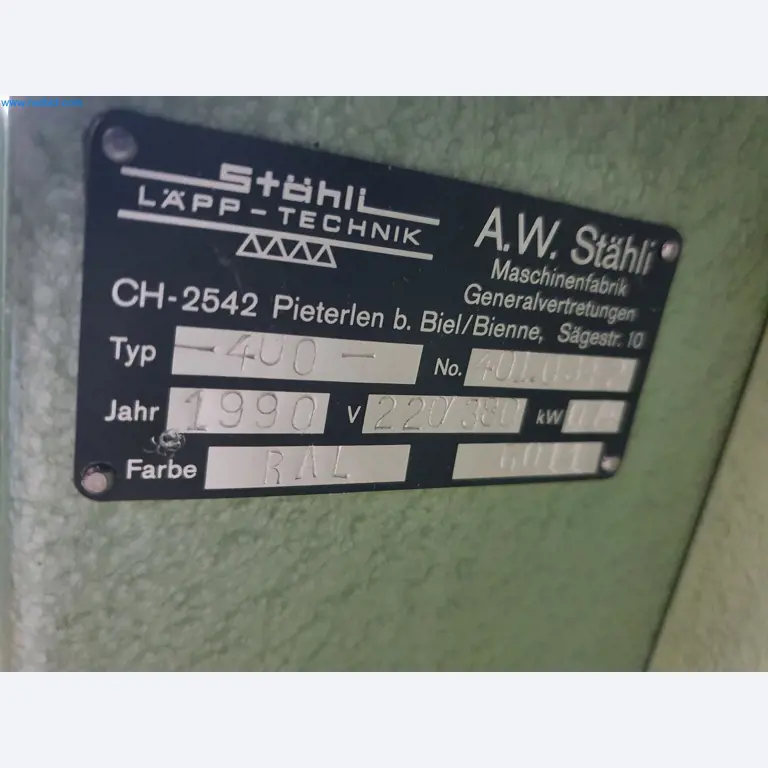 Stähli
LÄPP-TECHNIK
A.W. Stähli
Maschinenfabrik
Generalvertretungen
CH-2542 Pieterlen b. Biel/Bienne, Sägestr. 10
Typ -400- No.
Jahr 1990 V 220/380 kW
Farbe RAL 6011